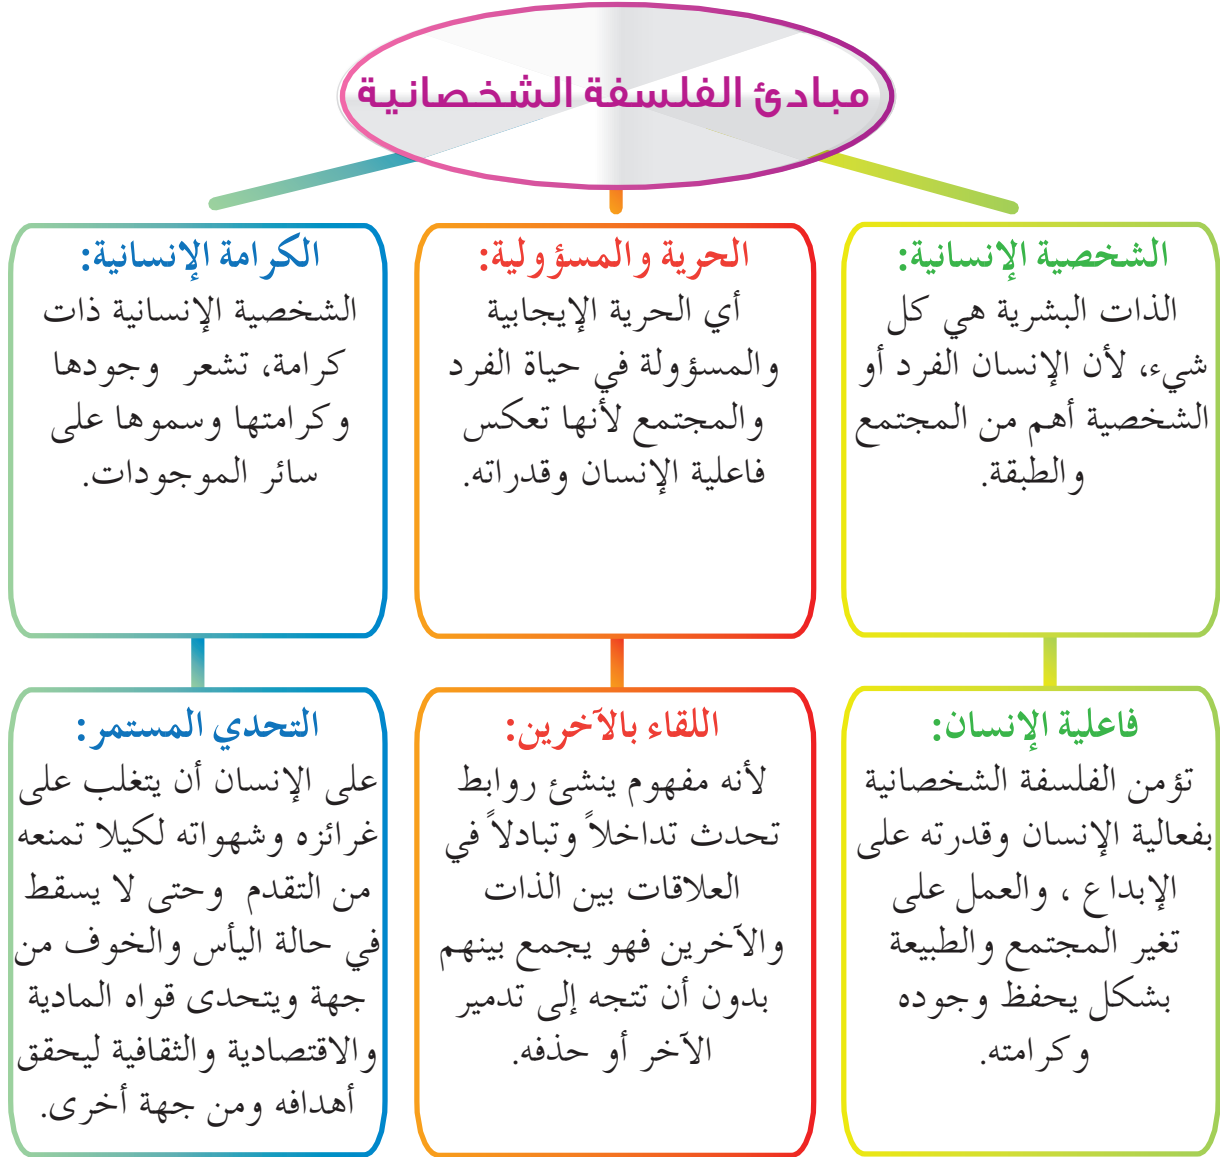 مبادئ الفلسفة الشخصانية
الشخصية الإنسانية:
الذات البشرية هي كل
شيء، لأن الإنسان الفرد أو
الشخصية أهم من المجتمع
والطبقة.
الحرية والمسؤولية:
أي الحرية الإيجابية
والمسؤولة في حياة الفرد
والمجتمع لأنها تعكس
فاعلية الإنسان وقدراته.
الكرامة الإنسانية:
الشخصية الإنسانية ذات
كرامة، تشعر وجودها
وكرامتها وسموها على
سائر الموجودات.
فاعلية الإنسان:
تؤمن الفلسفة الشخصانية
بفعالية الإنسان وقدرته على
الإبداع ، والعمل على
تغير المجتمع والطبيعة
بشكل يحفظ وجوده
وكرامته.
اللقاء بالآخرين:
لأنه مفهوم ينشئ روابط
تحدث تداخلاً وتبادلاً في
العلاقات بين الذات
والآخرين فهو يجمع بينهم
بدون أن تتجه إلى تدمير
الآخر أو حذفه.
التحدي المستمر:
على الإنسان أن يتغلب على
غرائزه وشهواته لكيلا تمنعه
من التقدم وحتى لا يسقط
في حالة اليأس والخوف من
جهة ويتحدى قواه المادية
والاقتصادية والثقافية ليحقق
أهدافه ومن جهة أخرى.